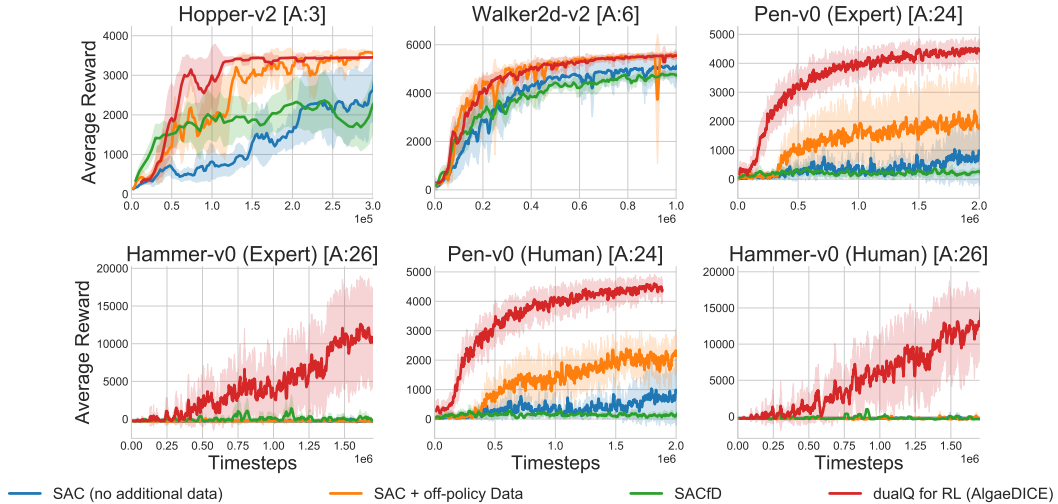 Hopper-v2 [A:3]
Walker2d-v2 [A:6]
Pen-v0 (Expert) [A:24]
Average Reward
4000
3000
2000
1000
0
0.0 0.5 1.0 1.5 2.0 2.5 3.0
1e5
6000
4000
2000
0
0.0 0.2 0.4 0.6 0.8 1.0
1e6
5000
4000
3000
2000
1000
0
0.0 0.5 1.0 1.5 2.0
1e6
Hammer-v0 (Expert) [A:26]
Pen-v0 (Human) [A:24]
Hammer-v0 (Human) [A:26]
Average Reward
20000
15000
10000
5000
0
0.00 0.25 0.50 0.75 1.00 1.25 1.50
1e6
Timesteps
5000
4000
3000
2000
1000
0
0.0 0.5 1.0 1.5 2.0
1e6
Timesteps
20000
15000
10000
5000
0
0.00 0.25 0.50 0.75 1.00 1.25 1.50
1e6
Timesteps
SAC (no additional data)
SAC + off-policy Data
SACfD
dualQ for RL (AlgaeDICE)